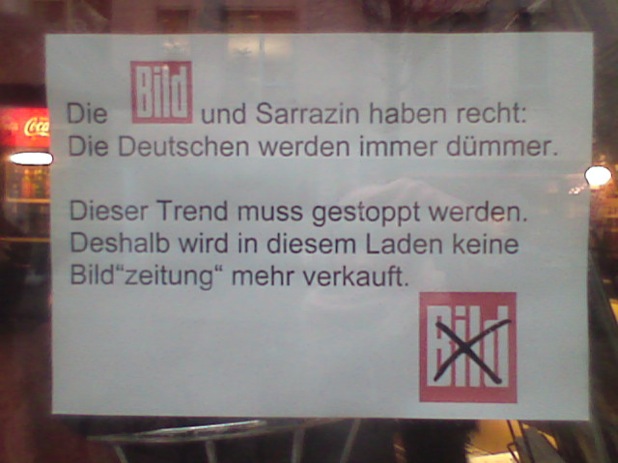 Die Bild und Sarrazin haben recht:
Die Deutschen werden immer dümmer.
Dieser Trend muss gestoppt werden.
Deshalb wird in diesem Laden keine
Bild“zeitung“ mehr verkauft.
Bild
Coca